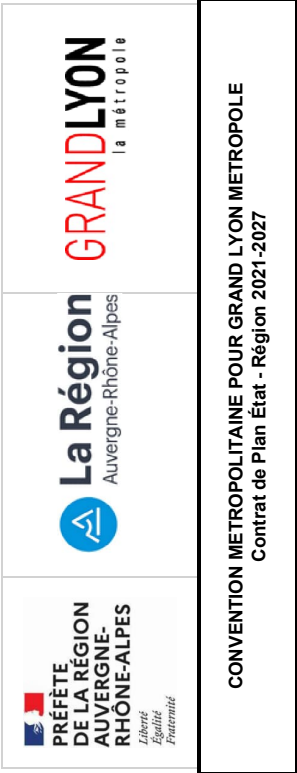 PRÉFÈTE
DE LA RÉGION
AUVERGNE-
RHÔNE-ALPES
Liberté
Égalité
Fraternité
La Région
Auvergne-Rhône-Alpes
GRANDLYON
la métropole
CONVENTION METROPOLITAINE POUR GRAND LYON METROPOLE
Contrat de Plan État - Région 2021-2027